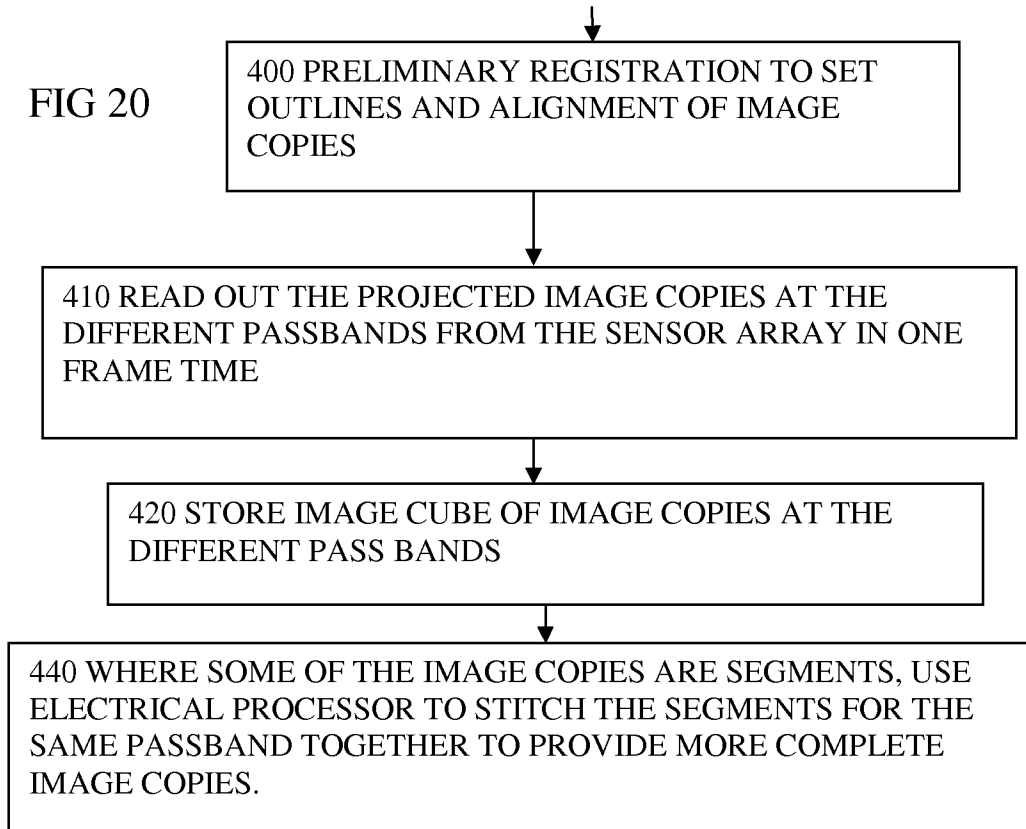 FIG 20
400 PRELIMINARY REGISTRATION TO SET
OUTLINES AND ALIGNMENT OF IMAGE
COPIES
410 READ OUT THE PROJECTED IMAGE COPIES AT THE
DIFFERENT PASSBANDS FROM THE SENSOR ARRAY IN ONE
FRAME TIME
420 STORE IMAGE CUBE OF IMAGE COPIES AT THE
DIFFERENT PASS BANDS
440 WHERE SOME OF THE IMAGE COPIES ARE SEGMENTS, USE
ELECTRICAL PROCESSOR TO STITCH THE SEGMENTS FOR THE
SAME PASSBAND TOGETHER TO PROVIDE MORE COMPLETE
IMAGE COPIES.